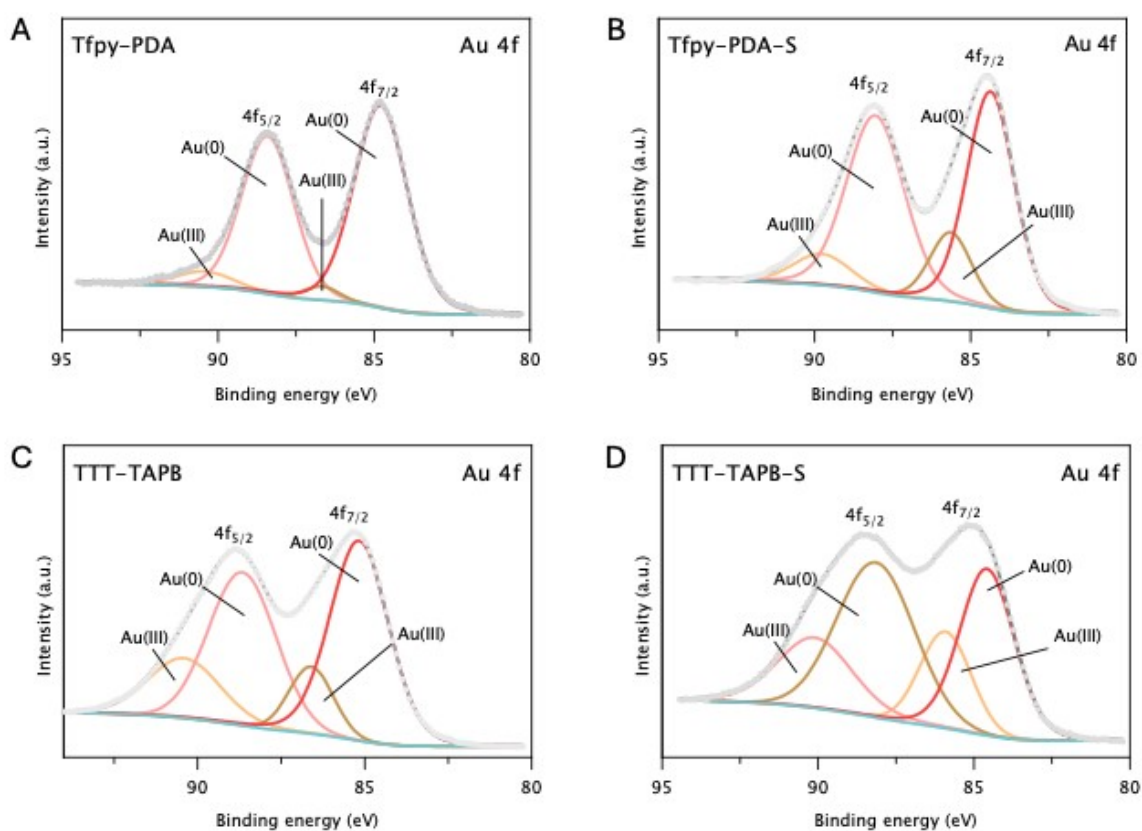 A
Tfpy-PDA
Au 4f
4f7/2
4f5/2
Au(0)
Au(0)
Au(III)
Au(III)
Intensity (a.u.)
95
90
85
80
Binding energy (eV)
B
Tfpy-PDA-S
Au 4f
4f7/2
4f5/2
Au(0)
Au(0)
Au(III)
Au(III)
Intensity (a.u.)
95
90
85
80
Binding energy (eV)
C
TTT-TAPB
Au 4f
4f7/2
4f5/2
Au(0)
Au(0)
Au(III)
Au(III)
Intensity (a.u.)
90
85
80
Binding energy (eV)
D
TTT-TAPB-S
Au 4f
4f5/2
4f7/2
Au(0)
Au(0)
Au(III)
Au(III)
Intensity (a.u.)
95
90
85
80
Binding energy (eV)